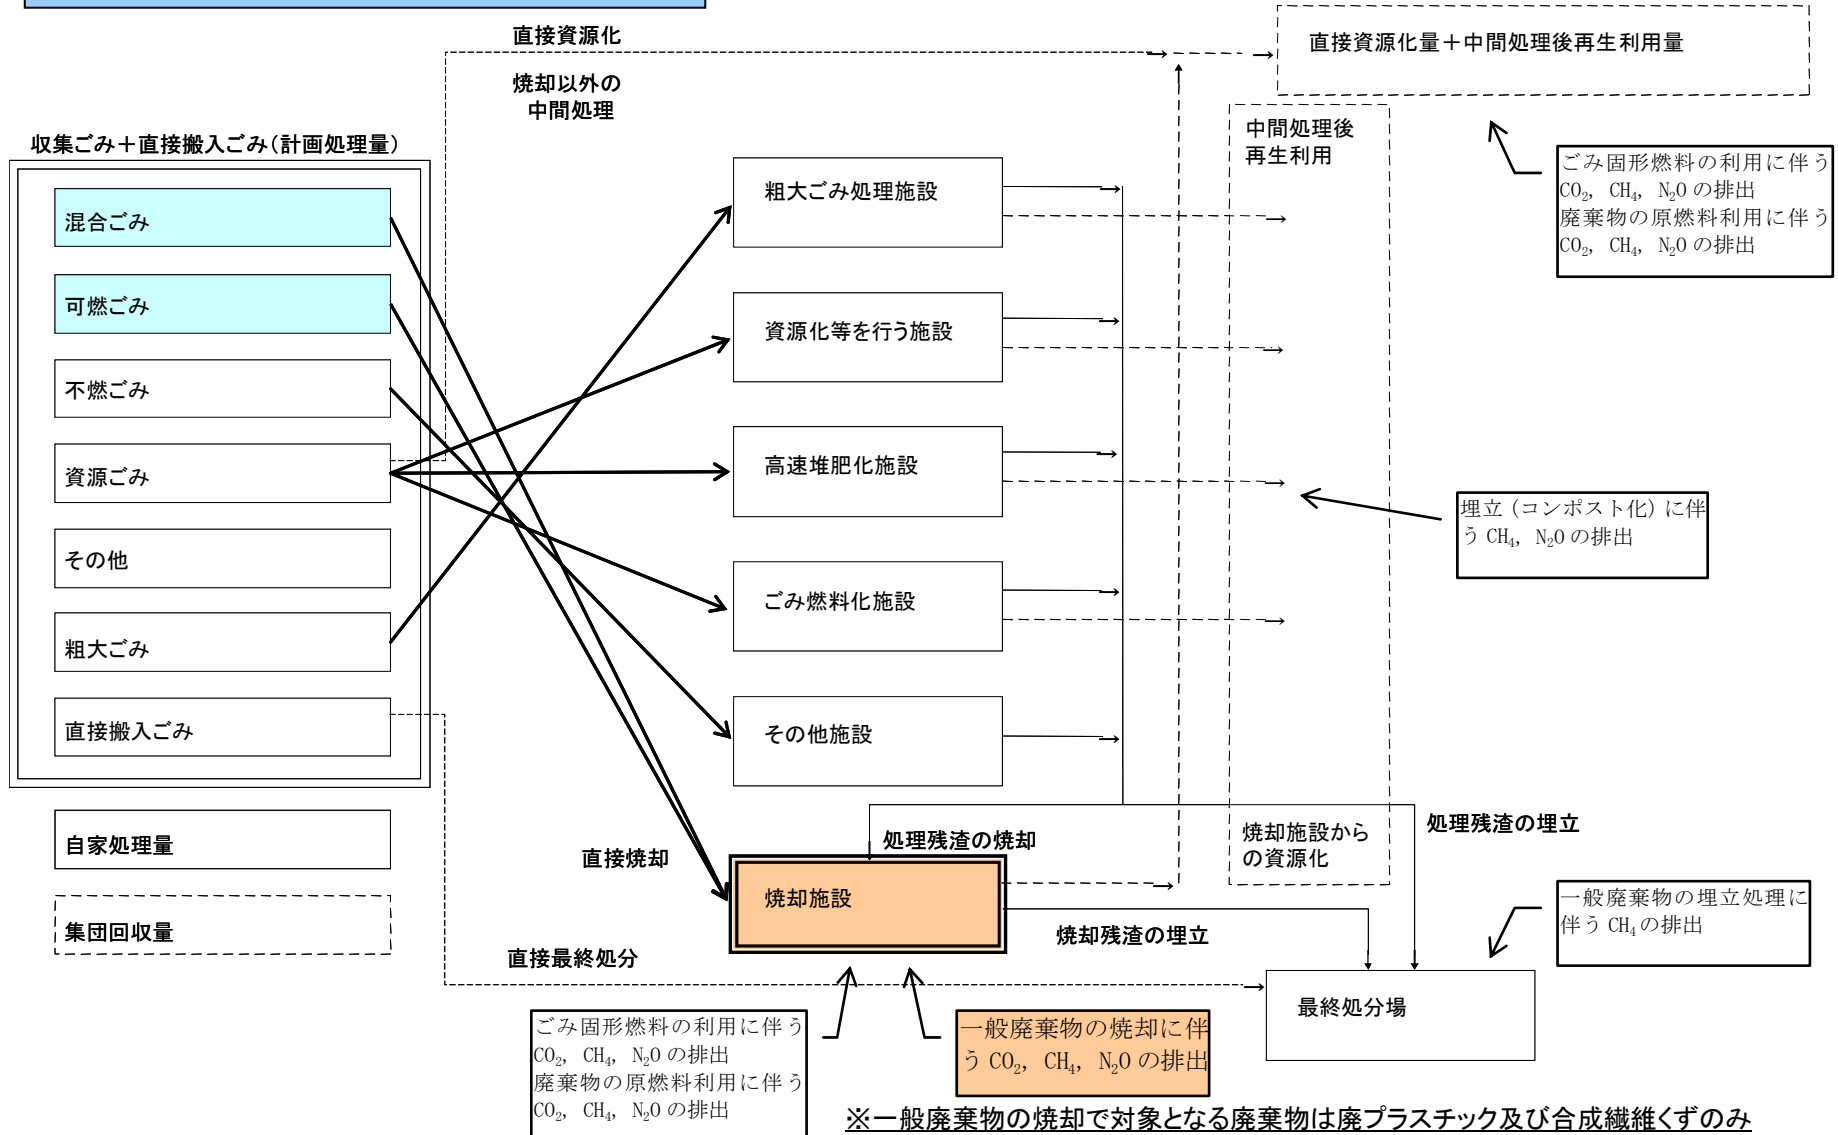 直接資源化
直接資源化量＋中間処理後再生利用量
焼却以外の
中間処理
中間処理後
再生利用
収集ごみ＋直接搬入ごみ（計画処理量）
ごみ固形燃料の利用に伴う
CO₂, CH₄, N₂O の排出
廃棄物の原燃料利用に伴う
CO₂, CH₄, N₂O の排出
混合ごみ
可燃ごみ
不燃ごみ
資源ごみ
その他
粗大ごみ
直接搬入ごみ
自家処理量
集団回収量
粗大ごみ処理施設
資源化等を行う施設
高速堆肥化施設
ごみ燃料化施設
その他施設
埋立（コンポスト化）に伴
う CH₄, N₂O の排出
直接焼却
処理残渣の焼却
焼却施設から
の資源化
処理残渣の埋立
焼却施設
焼却残渣の埋立
一般廃棄物の埋立処理に
伴う CH₄の排出
直接最終処分
最終処分場
ごみ固形燃料の利用に伴う
CO₂, CH₄, N₂O の排出
廃棄物の原燃料利用に伴う
CO₂, CH₄, N₂O の排出
一般廃棄物の焼却に伴
う CO₂, CH₄, N₂O の排出
※一般廃棄物の焼却で対象となる廃棄物は廃プラスチック及び合成繊維くずのみ